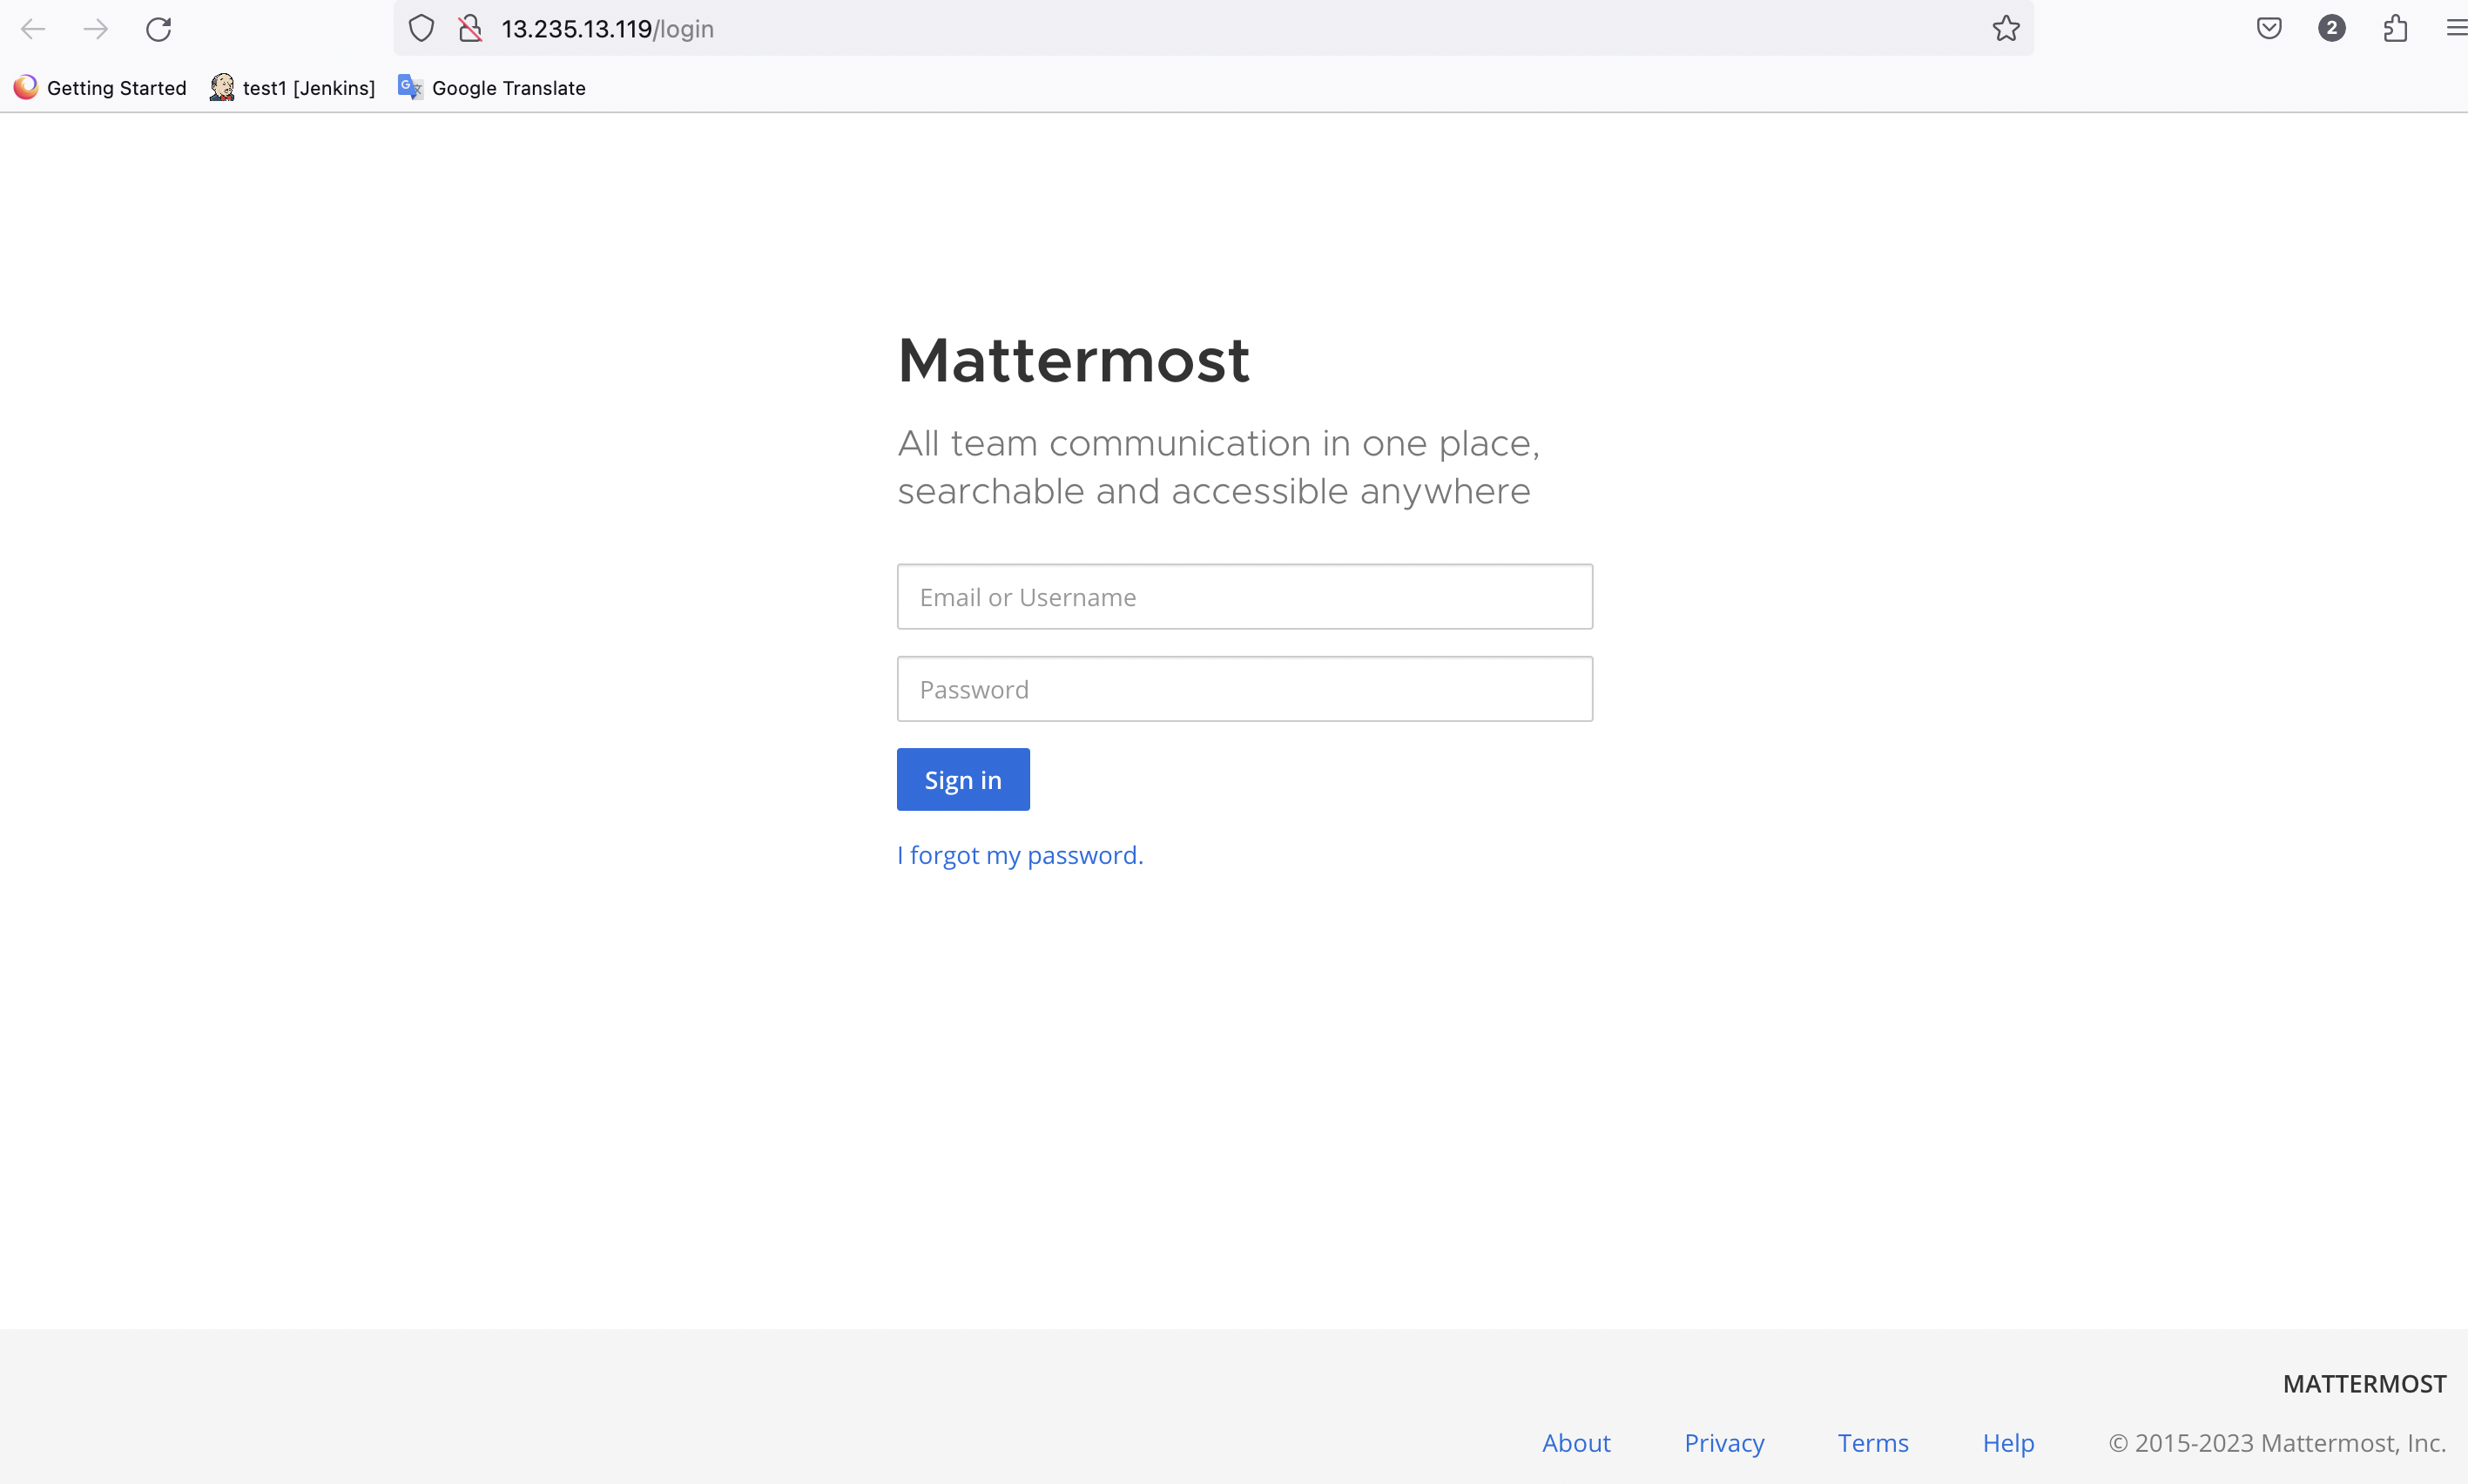 13.235.13.119/login
2
Getting Started test1 [Jenkins] Google Translate
Mattermost
All team communication in one place,
searchable and accessible anywhere
Email or Username
Password
Sign in
I forgot my password.
MATTERMOST
About Privacy Terms Help © 2015-2023 Mattermost, Inc.